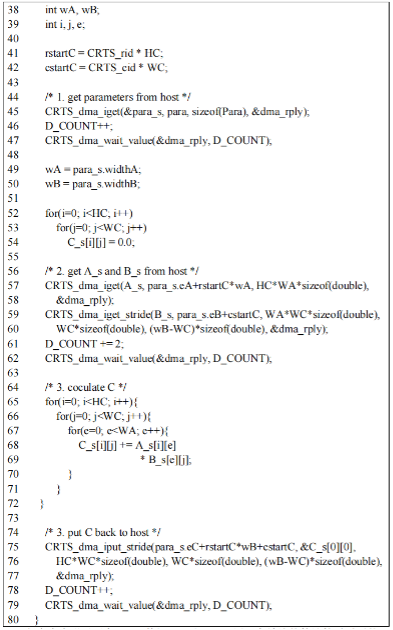 38 int wA, wB;
39 int i, j, e;
40
41 rstartC = CRTS_rid * HC;
42 cstartC = CRTS_cid * WC;
43
44 /* 1. get parameters from host */
45 CRTS_dma_iget(&para_s, para, sizeof(Para), &dma_rply);
46 D_COUNT++;
47 CRTS_dma_wait_value(&dma_rply, D_COUNT);
48
49 wA = para_s.widthA;
50 wB = para_s.widthB;
51
52 for(i=0; i<HC, i++)
53 for(j=0; j<WC; j++)
54 C_s[i][j] = 0.0;
55
56 /* 2. get A_s and B_s from host */
57 CRTS_dma_iget(A_s, para_s.eA+rstartC*wA, HC*WA*sizeof(double),
58 &dma_rply);
59 CRTS_dma_iget_stride(B_s, para_s.eB+cstartC, WA*WC*sizeof(double),
60 WC*sizeof(double), (wB-WC)*sizeof(double), &dma_rply);
61 D_COUNT += 2;
62 CRTS_dma_wait_value(&dma_rply, D_COUNT);
63
64 /* 3. coculate C */
65 for(i=0; i<HC; i++){
66 for(j=0; j<WC, j++){
67 for(e=0; e<WA; e++){
68 C_s[i][j] += A_s[i][e]
69 * B_s[e][j];
70 }
71 }
72 }
73
74 /* 3. put C back to host */
75 CRTS_dma_iput_stride(para_s.eC+rstartC*wB+cstartC, &C_s[0][0],
76 HC*WC*sizeof(double), WC*sizeof(double), (wB-WC)*sizeof(double),
77 &dma_rply);
78 D_COUNT++;
79 CRTS_dma_wait_value(&dma_rply, D_COUNT);
80 }